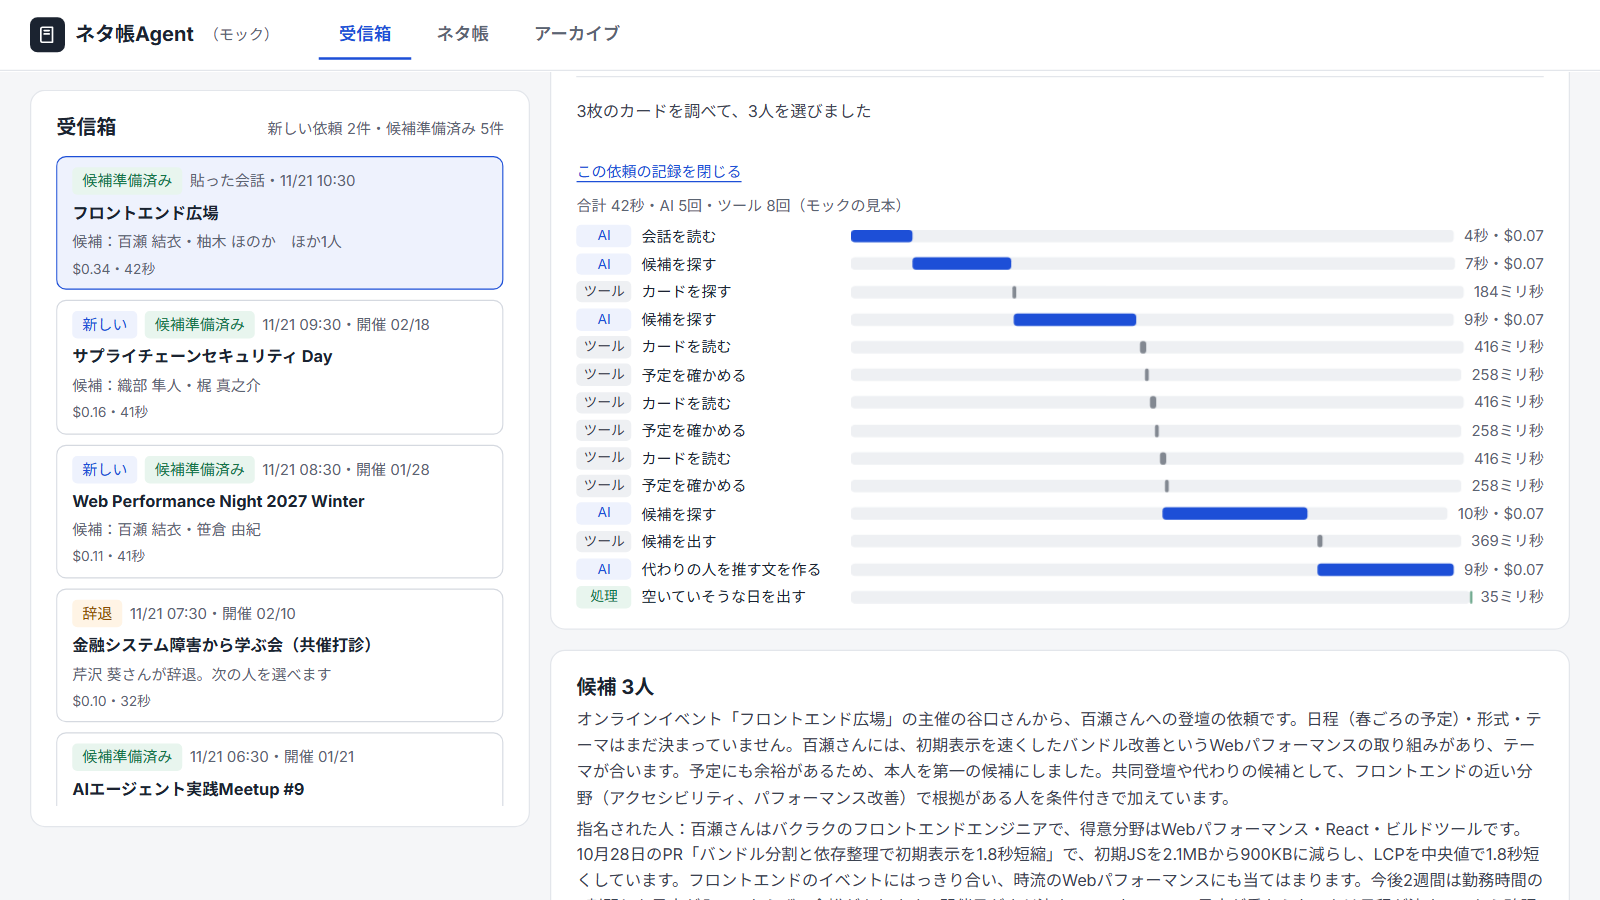 ネタ帳Agent （モック） 受信箱 ネタ帳 アーカイブ
受信箱 新しい依頼 2件・候補準備済み 5件
候補準備済み 貼った会話・11/21 10:30
フロントエンド広場
候補：百瀬 結衣・柚木 ほのか　ほか1人
$0.34・42秒
新しい 候補準備済み 11/21 09:30・開催 02/18
サプライチェーンセキュリティ Day
候補：織部 隼人・梶 真之介
$0.16・41秒
新しい 候補準備済み 11/21 08:30・開催 01/28
Web Performance Night 2027 Winter
候補：百瀬 結衣・笹倉 由紀
$0.11・41秒
辞退 11/21 07:30・開催 02/10
金融システム障害から学ぶ会（共催打診）
芹沢 葵さんが辞退。次の人を選べます
$0.10・32秒
候補準備済み 11/21 06:30・開催 01/21
AIエージェント実践Meetup #9
3枚のカードを調べて、3人を選びました
この依頼の記録を閉じる
合計 42秒・AI 5回・ツール 8回（モックの見本）
AI 会話を読む 4秒・$0.07
AI 候補を探す 7秒・$0.07
ツール カードを探す 184ミリ秒
AI 候補を探す 9秒・$0.07
ツール カードを読む 416ミリ秒
ツール 予定を確かめる 258ミリ秒
ツール カードを読む 416ミリ秒
ツール 予定を確かめる 258ミリ秒
ツール カードを読む 416ミリ秒
ツール 予定を確かめる 258ミリ秒
AI 候補を探す 10秒・$0.07
ツール 候補を出す 369ミリ秒
AI 代わりの人を推す文を作る 9秒・$0.07
処理 空いていそうな日を出す 35ミリ秒
候補 3人
オンラインイベント「フロントエンド広場」の主催の谷口さんから、百瀬さんへの登壇の依頼です。日程（春ごろの予定）・形式・テ
ーマはまだ決まっていません。百瀬さんには、初期表示を速くしたバンドル改善というWebパフォーマンスの取り組みがあり、テー
マが合います。予定にも余裕があるため、本人を第一の候補にしました。共同登壇や代わりの候補として、フロントエンドの近い分
野（アクセシビリティ、パフォーマンス改善）で根拠がある人を条件付きで加えています。
指名された人：百瀬さんはバクラクのフロントエンドエンジニアで、得意分野はWebパフォーマンス・React・ビルドツールです。
10月28日のPR「バンドル分割と依存整理で初期表示を1.8秒短縮」で、初期JSを2.1MBから900KBに減らし、LCPを中央値で1.8秒短
くしています。フロントエンドのイベントにはっきり合い、時流のWebパフォーマンスにも当てはまります。今後2週間は勤務時間の